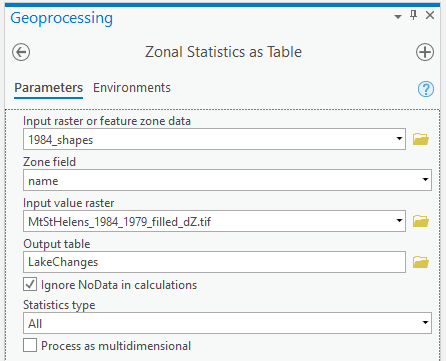 Geoprocessing
Zonal Statistics as Table
Parameters Environments
Input raster or feature zone data
1984_shapes
Zone field
name
Input value raster
MtStHelens_1984_1979_filled_dZ.tif
Output table
LakeChanges
Ignore NoData in calculations
Statistics type
All
Process as multidimensional